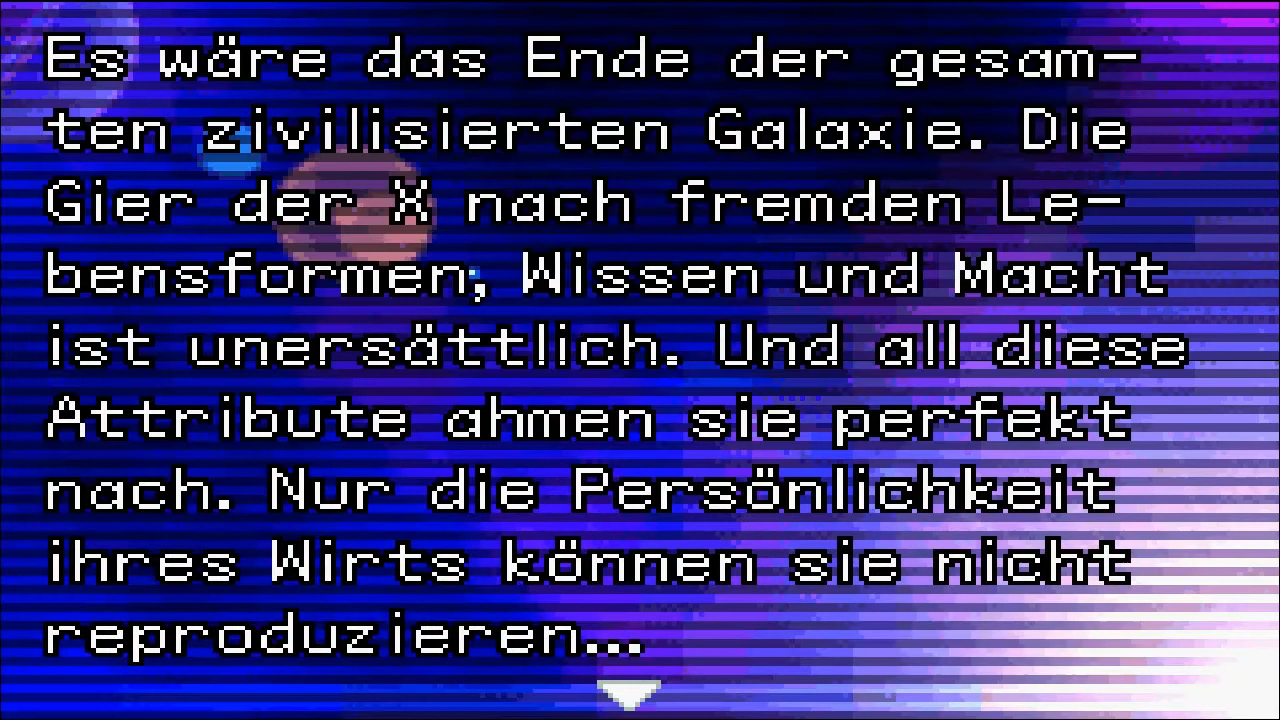 Es wäre das Ende der gesam-
ten zivilisierten Galaxie. Die
Gier der X nach fremden Le-
bensformen, Wissen und Macht
ist unersättlich. Und all diese
Attribute ahmen sie perfekt
nach. Nur die Persönlichkeit
ihres Wirts können sie nicht
reproduzieren...